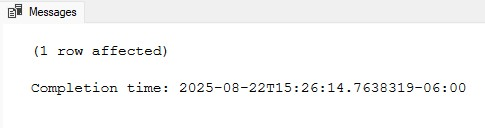 Messages
(1 row affected)
Completion time: 2025-08-22T15:26:14.7638319-06:00